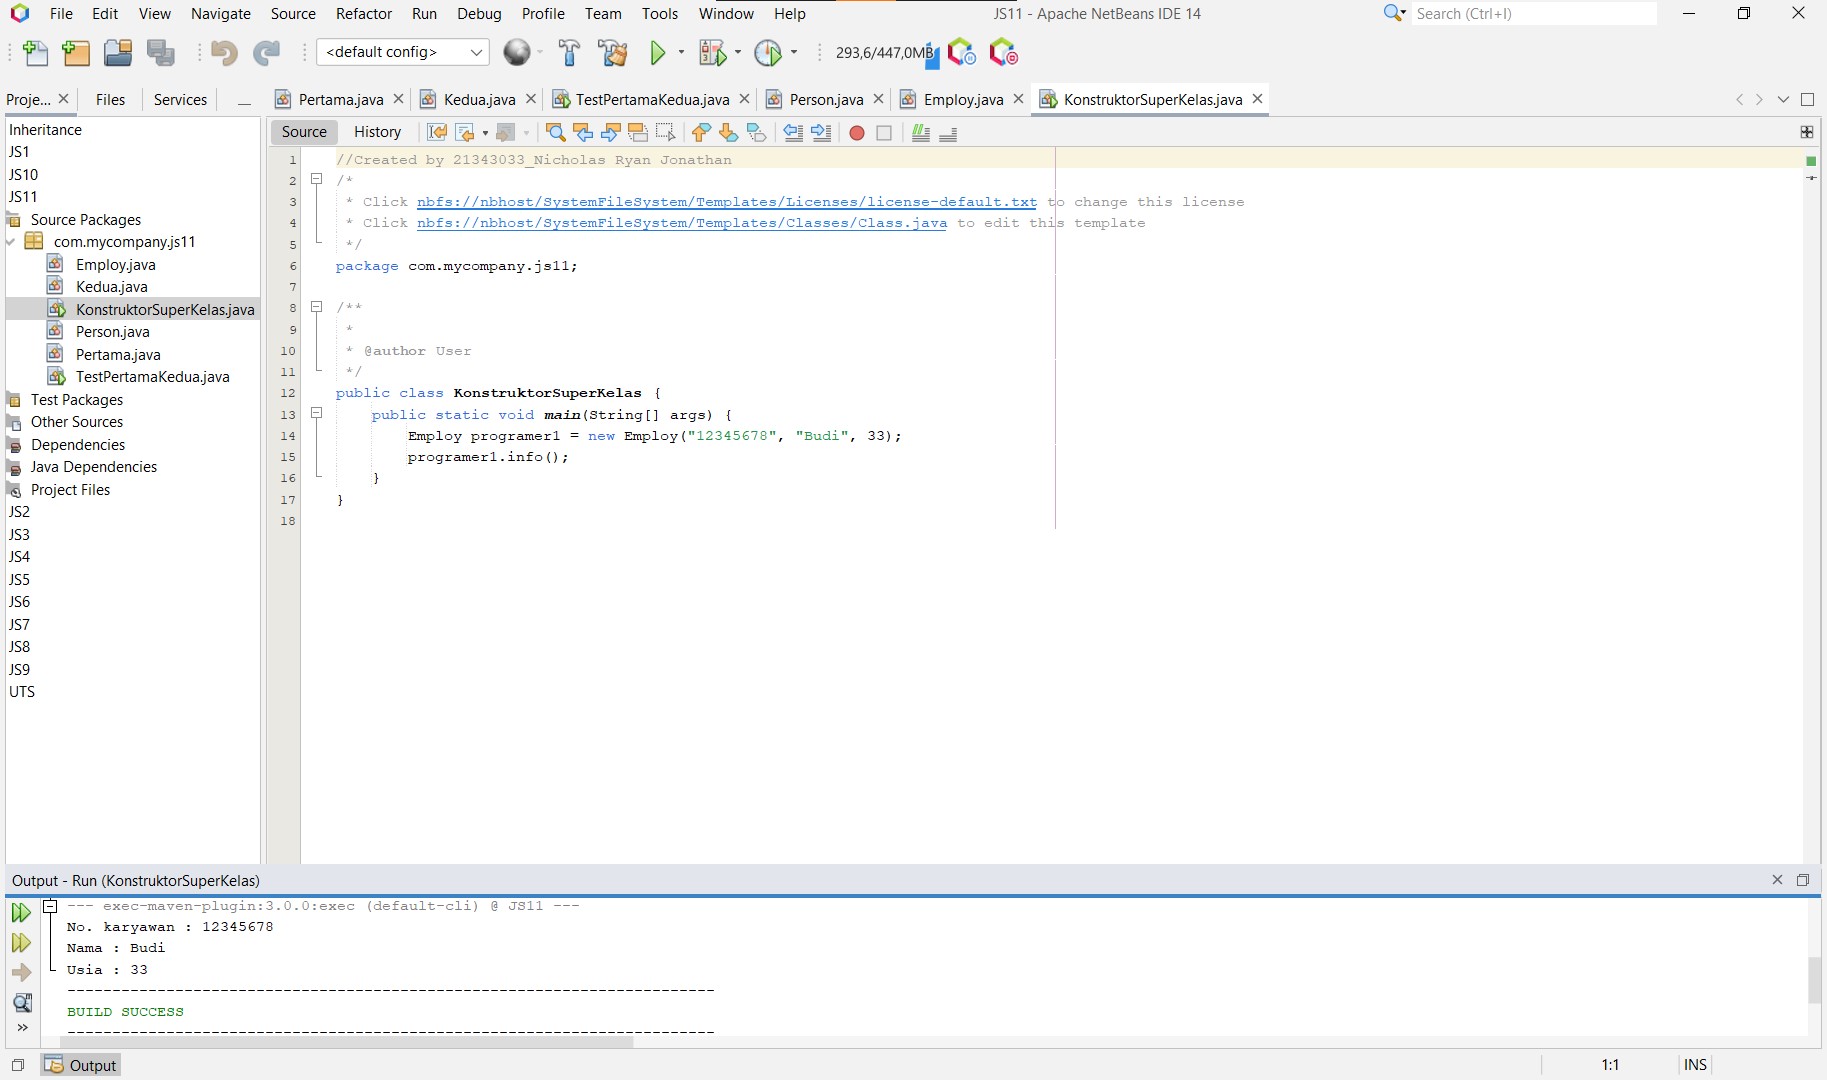 File Edit View Navigate Source Refactor Run Debug Profile Team Tools Window Help
JS11 - Apache NetBeans IDE 14
Search (Ctrl+I)
<default config>
293,6/447,0MB
Proje... Files Services
Pertama.java Kedua.java TestPertamaKedua.java Person.java Employ.java KonstruktorSuperKelas.java
Inheritance
JS1
JS10
JS11
Source Packages
com.mycompany.js11
Employ.java
Kedua.java
KonstruktorSuperKelas.java
Person.java
Pertama.java
TestPertamaKedua.java
Test Packages
Other Sources
Dependencies
Java Dependencies
Project Files
JS2
JS3
JS4
JS5
JS6
JS7
JS8
JS9
UTS
Source History
1 //Created by 21343033_Nicholas Ryan Jonathan
2 /*
3 * Click nbfs://nbhost/SystemFileSystem/Templates/Licenses/license-default.txt to change this license
4 * Click nbfs://nbhost/SystemFileSystem/Templates/Classes/Class.java to edit this template
5 */
6 package com.mycompany.js11;
7
8 /**
9 *
10 * @author User
11 */
12 public class KonstruktorSuperKelas {
13 public static void main(String[] args) {
14 Employ programer1 = new Employ("12345678", "Budi", 33);
15 programer1.info();
16 }
17 }
18
Output - Run (KonstruktorSuperKelas)
--- exec-maven-plugin:3.0.0:exec (default-cli) @ JS11 ---
No. karyawan : 12345678
Nama : Budi
Usia : 33
------------------------------------------------------------------------
BUILD SUCCESS
------------------------------------------------------------------------
Output
1:1 INS